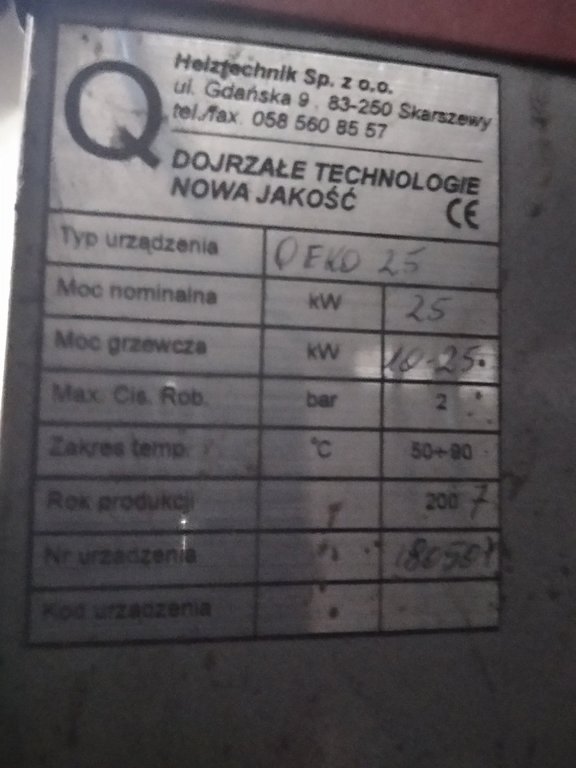 Q
Heiztechnik Sp. z o.o.
ul. Gdańska 9 . 83-250 Skarszewy
tel./fax. 058 560 85 57
DOJRZAŁE TECHNOLOGIE
NOWA JAKOŚĆ
CE
Typ urządzenia QEKO 25
Moc nominalna kW 25
Moc grzewcza kW 10-25
Max. Cis. Rob. bar 2
Zakres temp. °C 50÷90
Rok produkcji 2007
Nr urządzenia
Kod urządzenia